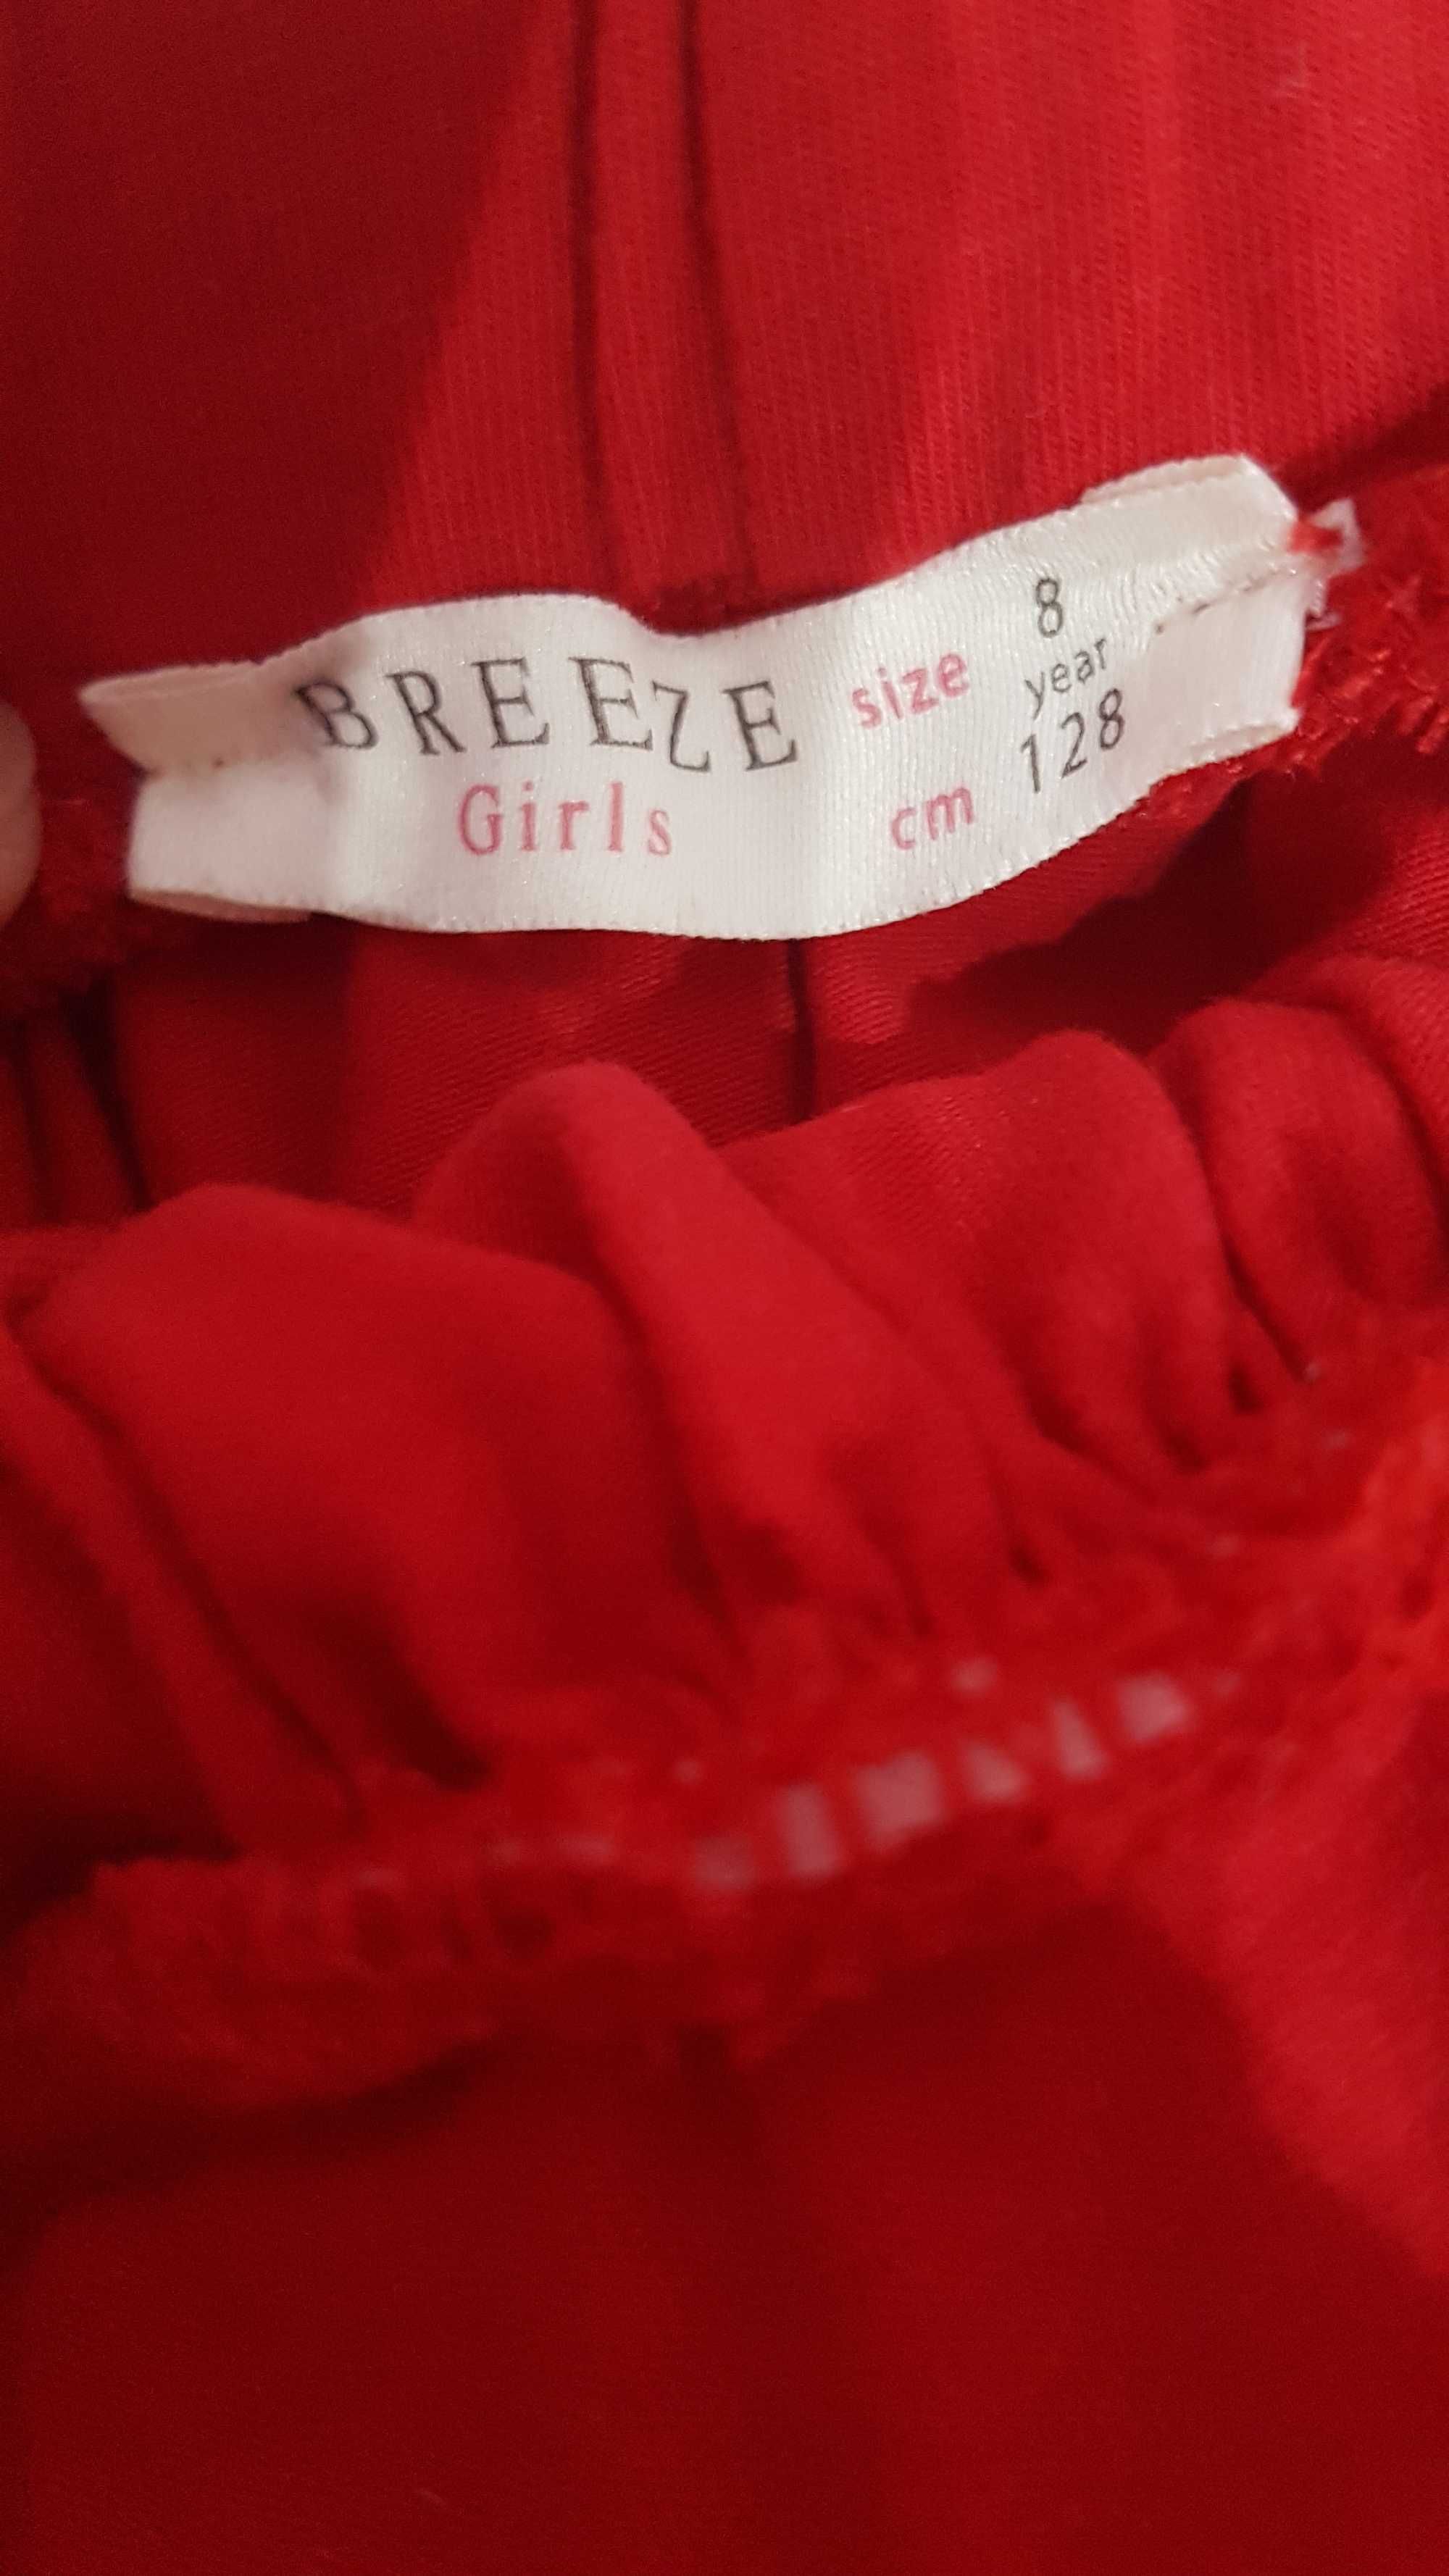 BREEZE
Girls
size 8
year
cm 128